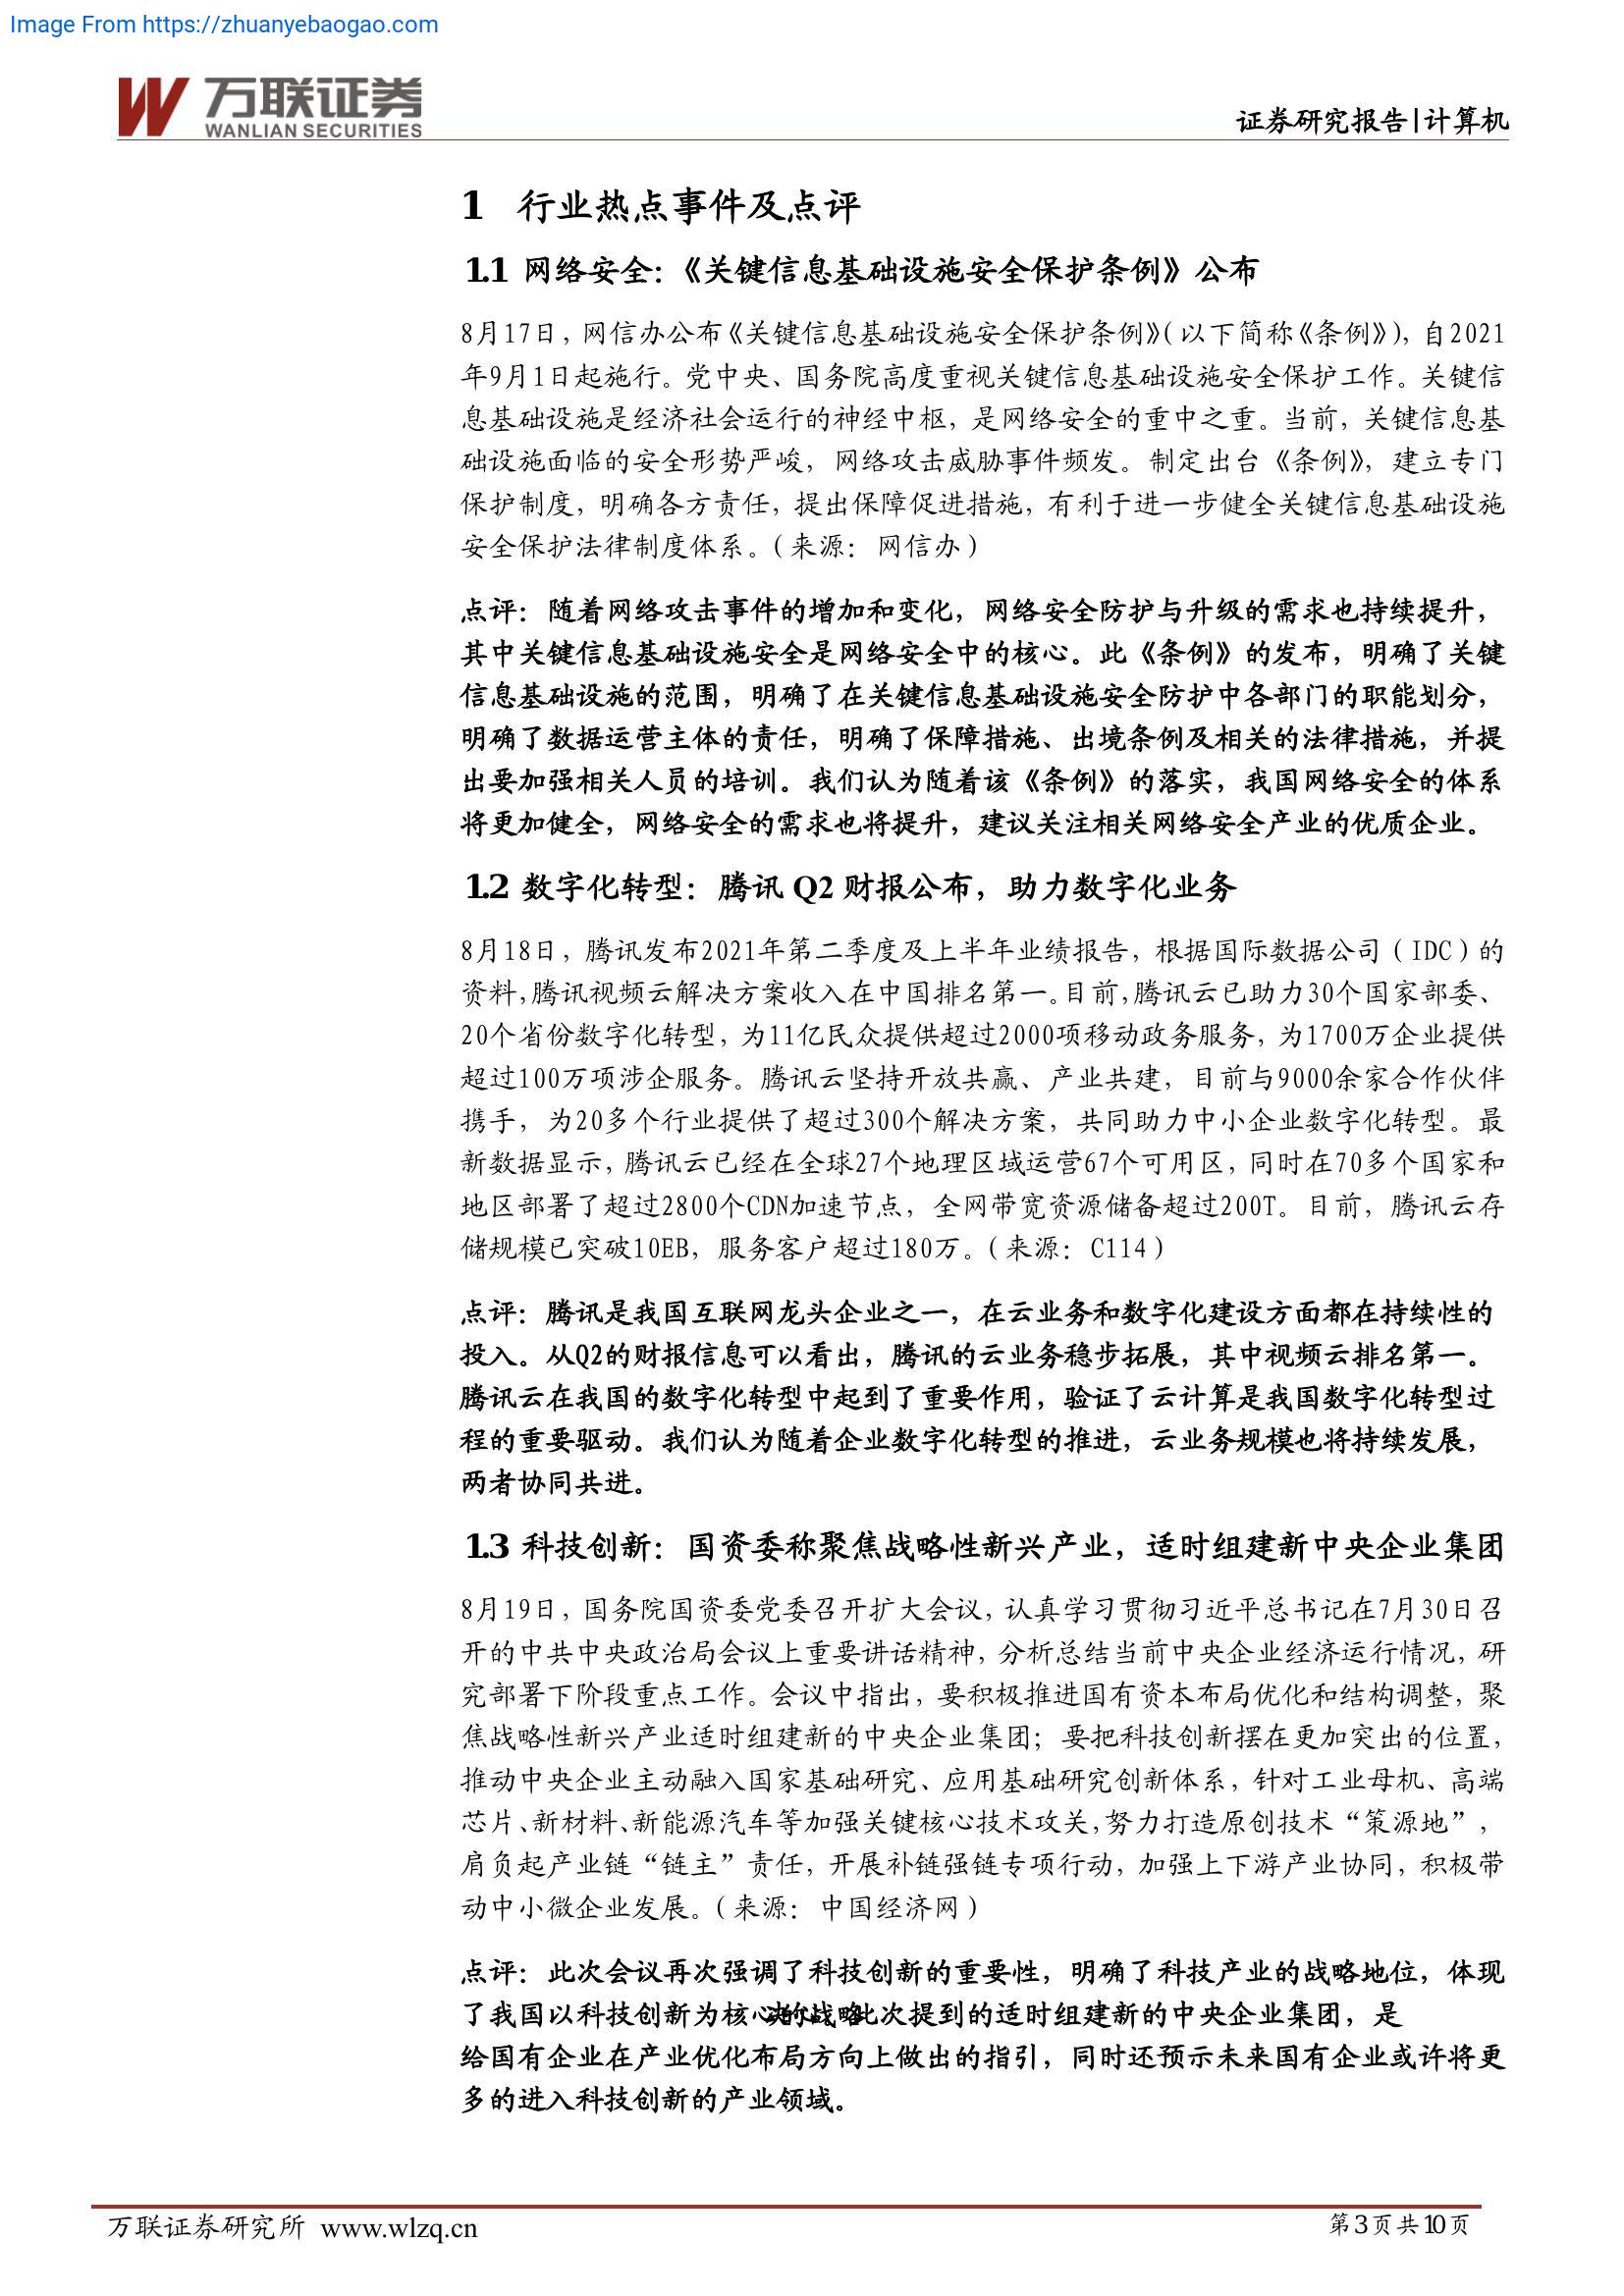 Image From https://zhuanyebaogao.com
万联证券
WANLIAN SECURITIES
证券研究报告|计算机
1 行业热点事件及点评
1.1 网络安全：《关键信息基础设施安全保护条例》公布
8月17日，网信办公布《关键信息基础设施安全保护条例》（以下简称《条例》），自2021
年9月1日起施行。党中央、国务院高度重视关键信息基础设施安全保护工作。关键信
息基础设施是经济社会运行的神经中枢，是网络安全的重中之重。当前，关键信息基
础设施面临的安全形势严峻，网络攻击威胁事件频发。制定出台《条例》，建立专门
保护制度，明确各方责任，提出保障促进措施，有利于进一步健全关键信息基础设施
安全保护法律制度体系。（来源：网信办）
点评：随着网络攻击事件的增加和变化，网络安全防护与升级的需求也持续提升，
其中关键信息基础设施安全是网络安全中的核心。此《条例》的发布，明确了关键
信息基础设施的范围，明确了在关键信息基础设施安全防护中各部门的职能划分，
明确了数据运营主体的责任，明确了保障措施、出境条例及相关的法律措施，并提
出要加强相关人员的培训。我们认为随着该《条例》的落实，我国网络安全的体系
将更加健全，网络安全的需求也将提升，建议关注相关网络安全产业的优质企业。
1.2 数字化转型：腾讯 Q2 财报公布，助力数字化业务
8月18日，腾讯发布2021年第二季度及上半年业绩报告，根据国际数据公司（IDC）的
资料，腾讯视频云解决方案收入在中国排名第一。目前，腾讯云已助力30个国家部委、
20个省份数字化转型，为11亿民众提供超过2000项移动政务服务，为1700万企业提供
超过100万项涉企服务。腾讯云坚持开放共赢、产业共建，目前与9000余家合作伙伴
携手，为20多个行业提供了超过300个解决方案，共同助力中小企业数字化转型。最
新数据显示，腾讯云已经在全球27个地理区域运营67个可用区，同时在70多个国家和
地区部署了超过2800个CDN加速节点，全网带宽资源储备超过200T。目前，腾讯云存
储规模已突破10EB，服务客户超过180万。（来源：C114）
点评：腾讯是我国互联网龙头企业之一，在云业务和数字化建设方面都在持续性的
投入。从Q2的财报信息可以看出，腾讯的云业务稳步拓展，其中视频云排名第一。
腾讯云在我国的数字化转型中起到了重要作用，验证了云计算是我国数字化转型过
程的重要驱动。我们认为随着企业数字化转型的推进，云业务规模也将持续发展，
两者协同共进。
1.3 科技创新：国资委称聚焦战略性新兴产业，适时组建新中央企业集团
8月19日，国务院国资委党委召开扩大会议，认真学习贯彻习近平总书记在7月30日召
开的中共中央政治局会议上重要讲话精神，分析总结当前中央企业经济运行情况，研
究部署下阶段重点工作。会议中指出，要积极推进国有资本布局优化和结构调整，聚
焦战略性新兴产业适时组建新的中央企业集团；要把科技创新摆在更加突出的位置，
推动中央企业主动融入国家基础研究、应用基础研究创新体系，针对工业母机、高端
芯片、新材料、新能源汽车等加强关键核心技术攻关，努力打造原创技术“策源地”，
肩负起产业链“链主”责任，开展补链强链专项行动，加强上下游产业协同，积极带
动中小微企业发展。（来源：中国经济网）
点评：此次会议再次强调了科技创新的重要性，明确了科技产业的战略地位，体现
了我国以科技创新为核心的战略此次提到的适时组建新的中央企业集团，是
给国有企业在产业优化布局方向上做出的指引，同时还预示未来国有企业或许将更
多的进入科技创新的产业领域。
万联证券研究所 www.wlzq.cn
第3页共10页